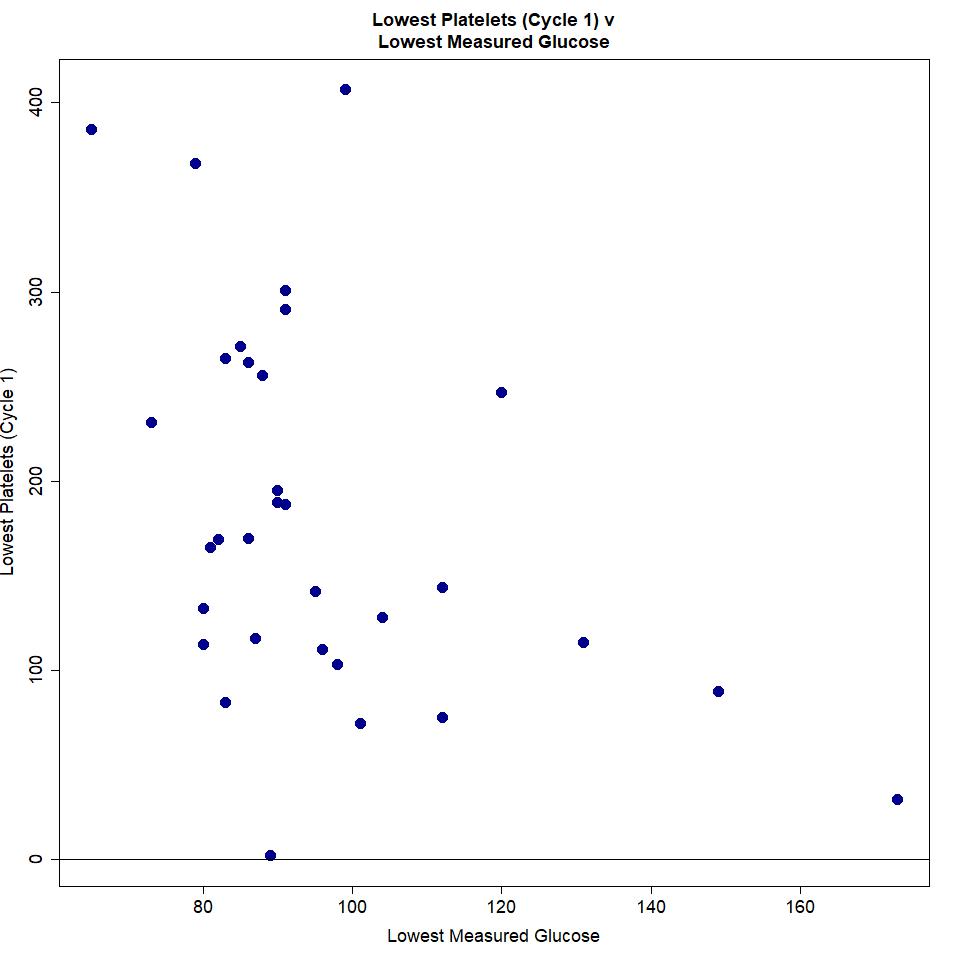 Lowest Platelets (Cycle 1) v
Lowest Measured Glucose
400
300
200
100
0
Lowest Platelets (Cycle 1)
80 100 120 140 160
Lowest Measured Glucose